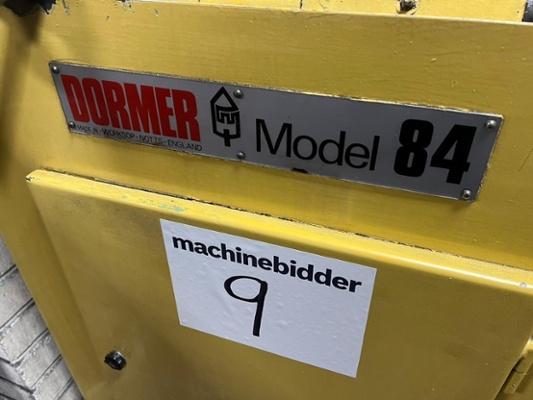 DORMER
MADE IN · WORKSOP · NOTTS · ENGLAND
Model 84
machinebidder
9